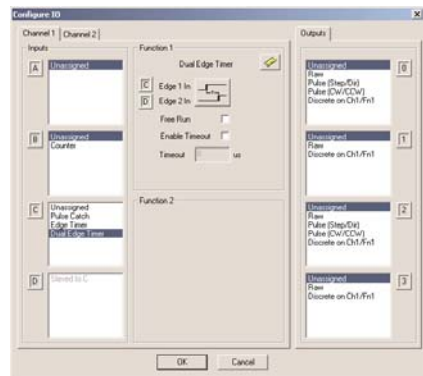 Configure IO
Channel 1
Channel 2
Inputs
A
Unassigned
B
Unassigned
Counter
C
Unassigned
Pulse Catch
Edge Timer
Dual Edge Timer
D
Slaved to C
Function 1
Dual Edge Timer
C
Edge 1 In
D
Edge 2 In
Free Run
Enable Timeout
Timeout
us
Function 2
Outputs
Unassigned
Raw
Pulse (Step/Dir)
Pulse (CW/CCW)
Discrete on Ch1/Fn1
0
Unassigned
Raw
Discrete on Ch1/Fn1
1
Unassigned
Raw
Pulse (Step/Dir)
Pulse (CW/CCW)
Discrete on Ch1/Fn1
2
Unassigned
Raw
Discrete on Ch1/Fn1
3
OK
Cancel